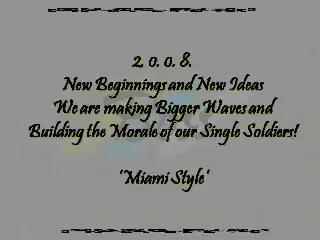 2. 0. 0. 8.
New Beginnings and New Ideas
We are making Bigger Waves and
Building the Morale of our Single Soldiers!
"Miami Style"